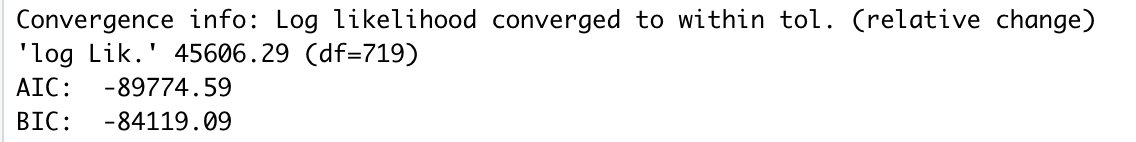 Convergence info: Log likelihood converged to within tol. (relative change)
'log Lik.' 45606.29 (df=719)
AIC:  -89774.59
BIC:  -84119.09